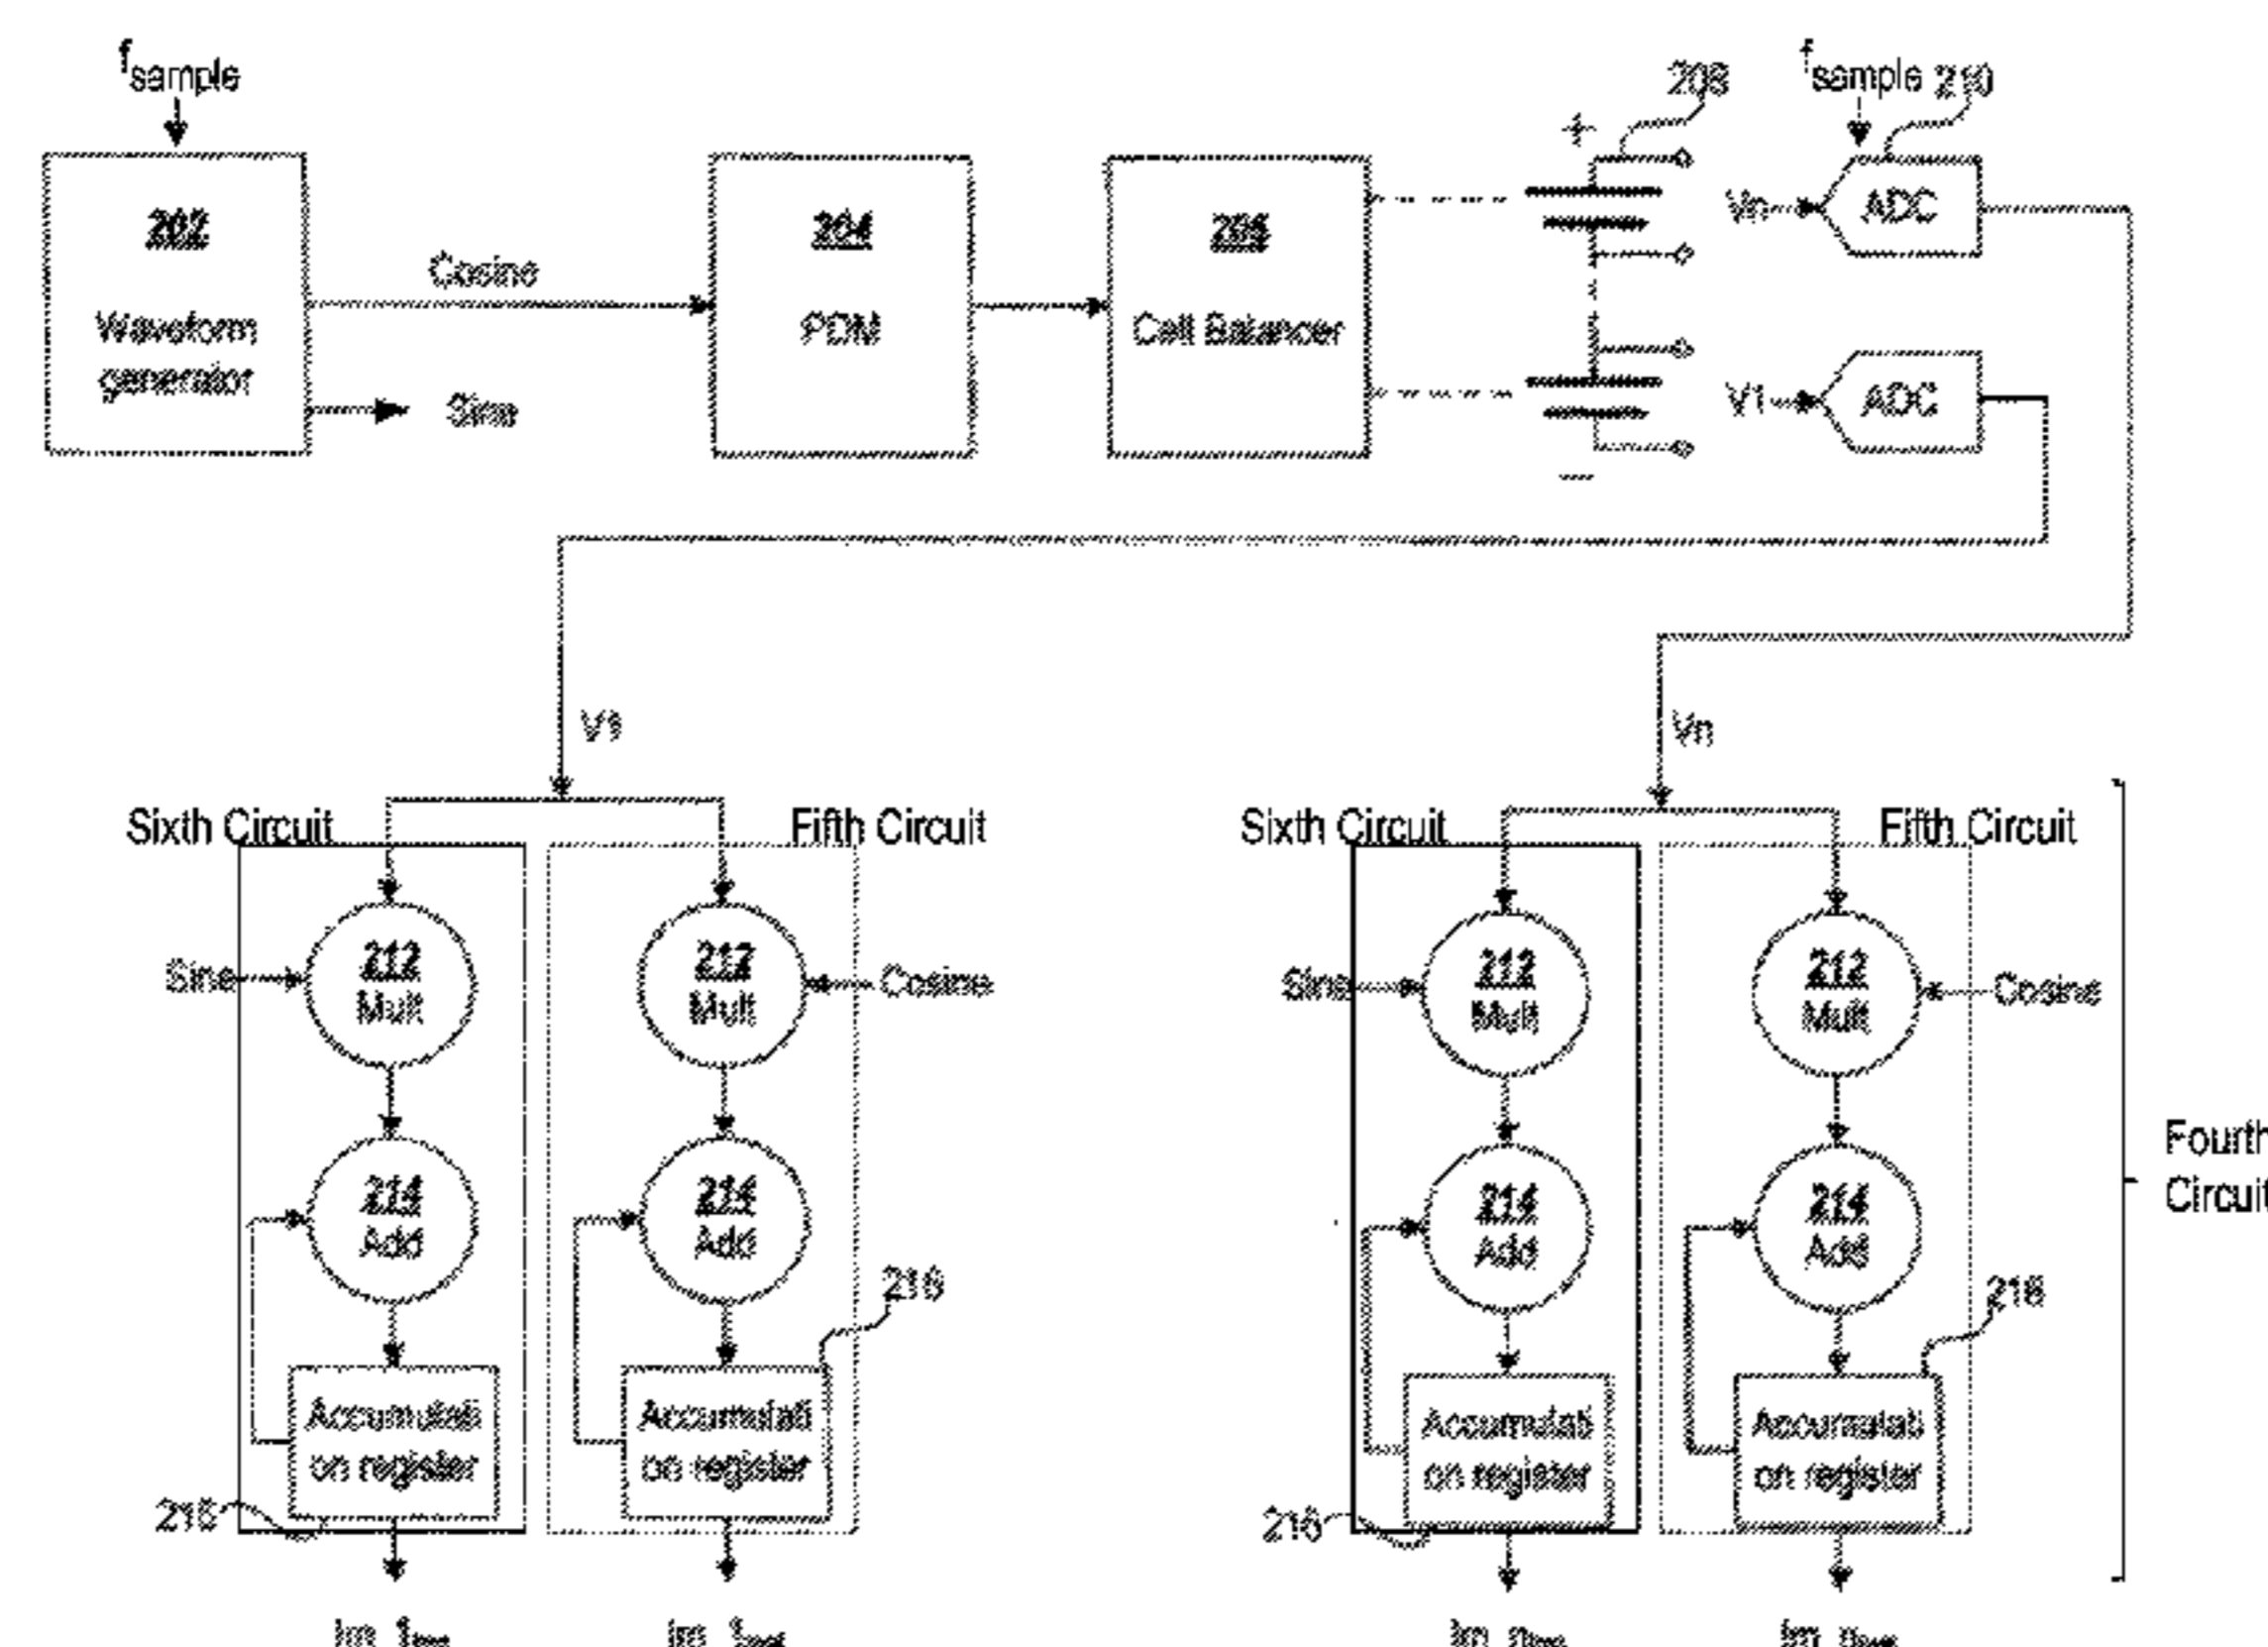 fsample
208
fsample 210
202
Waveform
generator
Cosine
Sine
204
PDM
206
Cell Balancer
+
−
Vn
ADC
V1
ADC
V1
Vn
Sixth Circuit
Fifth Circuit
Sixth Circuit
Fifth Circuit
Sine
212
Mult
212
Mult
Cosine
Sine
212
Mult
212
Mult
Cosine
Fourth
Circuit
214
Add
214
Add
214
Add
214
Add
216
216
Accumulati
on register
Accumulati
on register
Accumulati
on register
Accumulati
on register
216
216